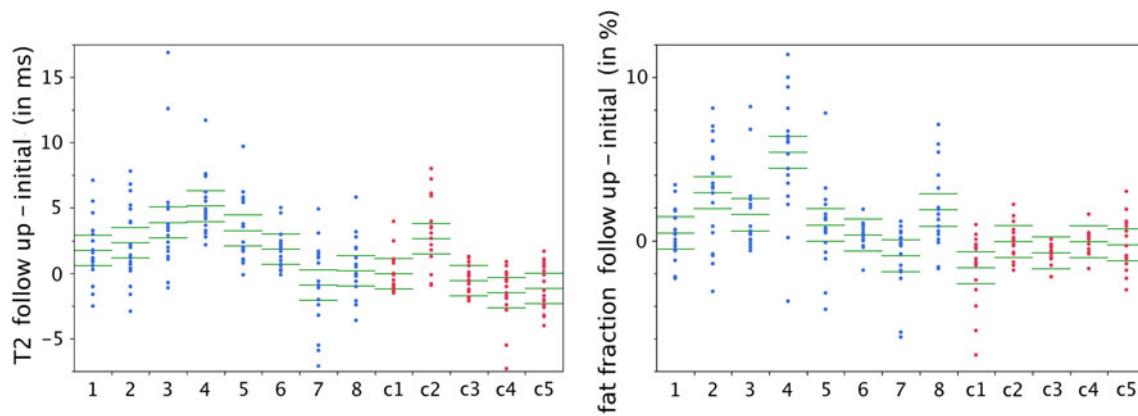 T2 follow up – initial (in ms)
15
10
5
0
−5
1 2 3 4 5 6 7 8 c1 c2 c3 c4 c5
fat fraction follow up – initial (in %)
10
0
1 2 3 4 5 6 7 8 c1 c2 c3 c4 c5